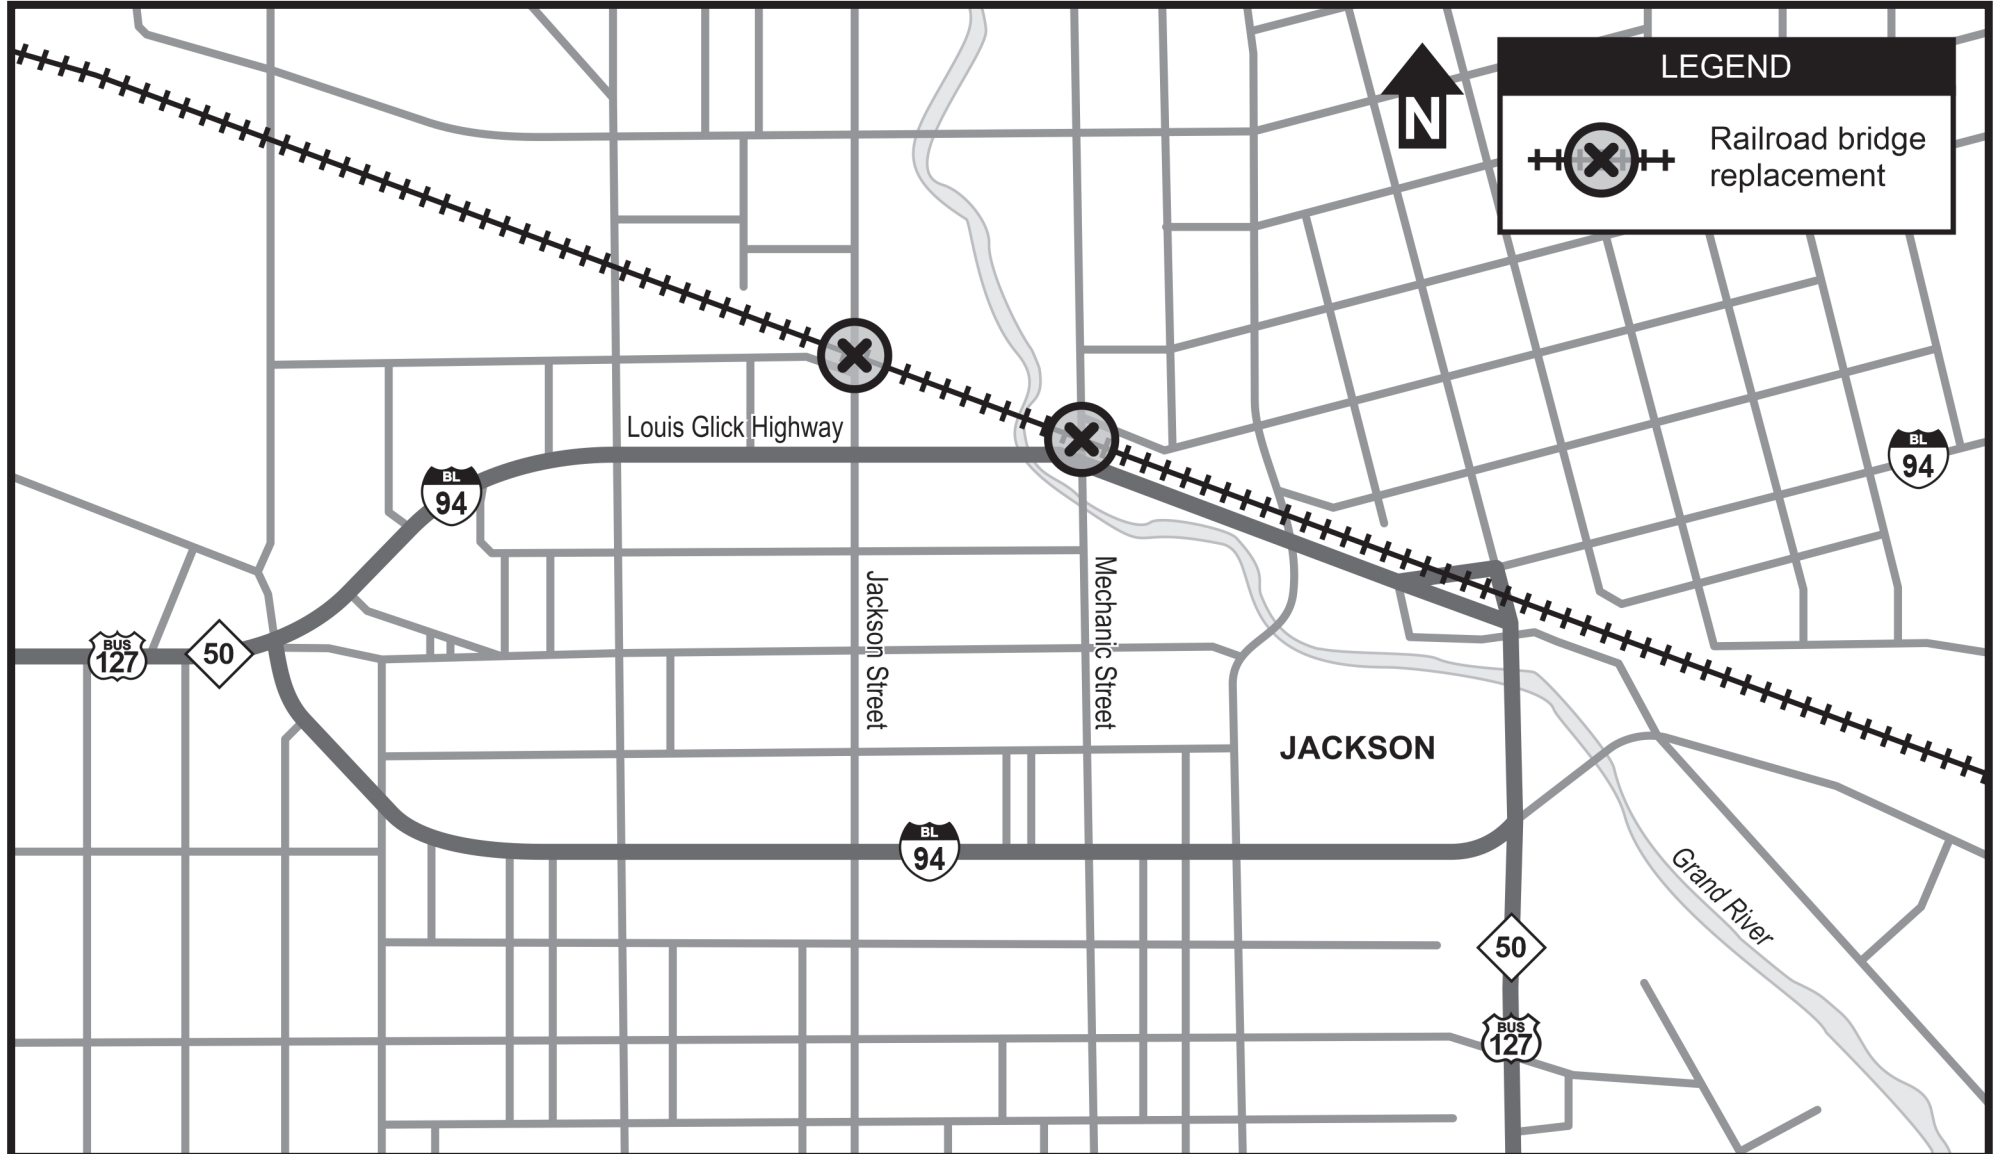 LEGEND
N
Railroad bridge
replacement
Louis Glick Highway
BL
94
BL
94
Jackson Street
Mechanic Street
BUS
127
50
JACKSON
BL
94
Grand River
50
BUS
127